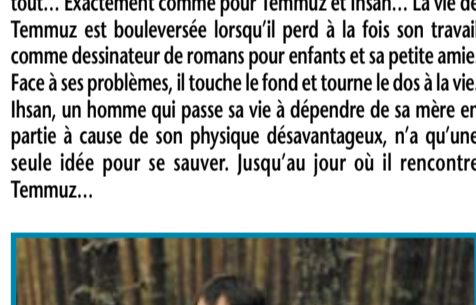 tout... Exactement comme pour Temmuz et Ihsan... La vie de
Temmuz est bouleversée lorsqu'il perd à la fois son travail
comme dessinateur de romans pour enfants et sa petite amie.
Face à ses problèmes, il touche le fond et tourne le dos à la vie.
Ihsan, un homme qui passe sa vie à dépendre de sa mère en
partie à cause de son physique désavantageux, n'a qu'une
seule idée pour se sauver. Jusqu'au jour où il rencontre
Temmuz...